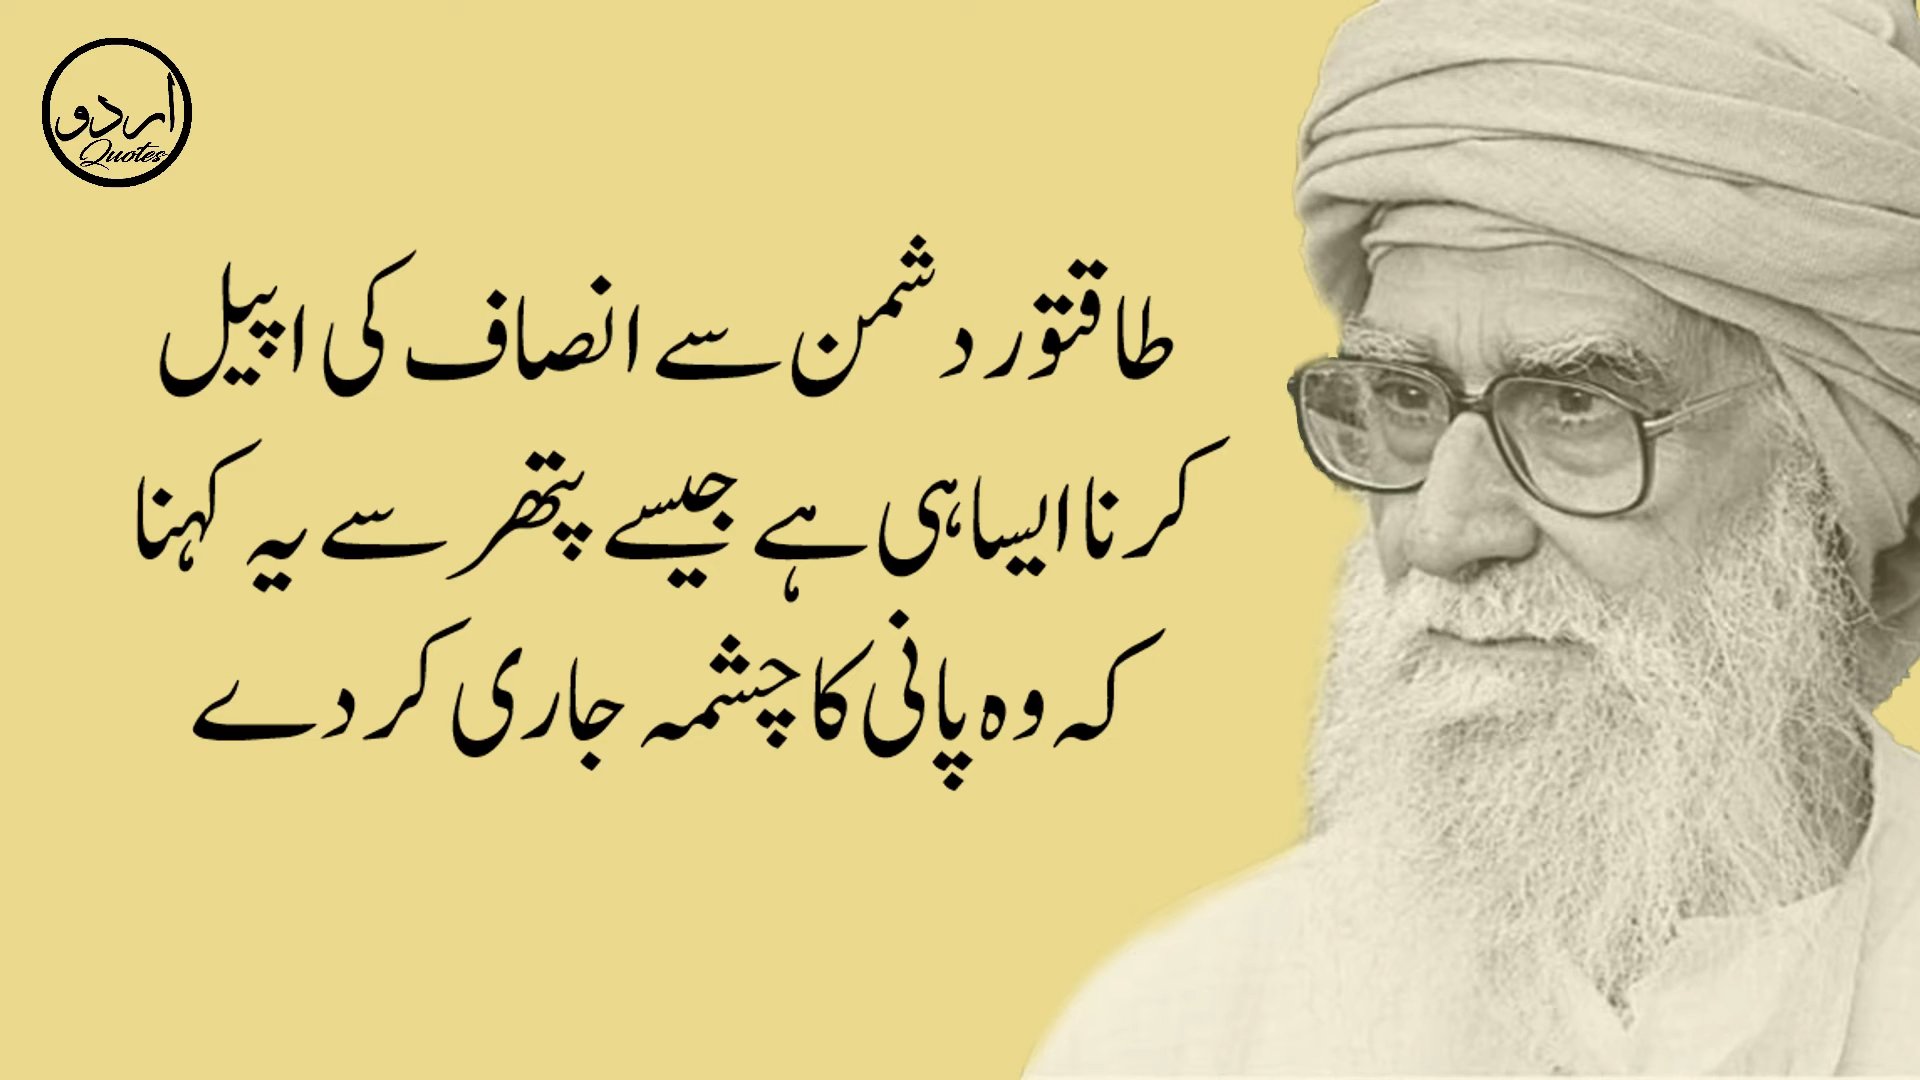 اردو
Quotes
طاقتور دشمن سے انصاف کی اپیل
کرنا ایسا ہی ہے جیسے پتھر سے یہ کہنا
کہ وہ پانی کا چشمہ جاری کر دے